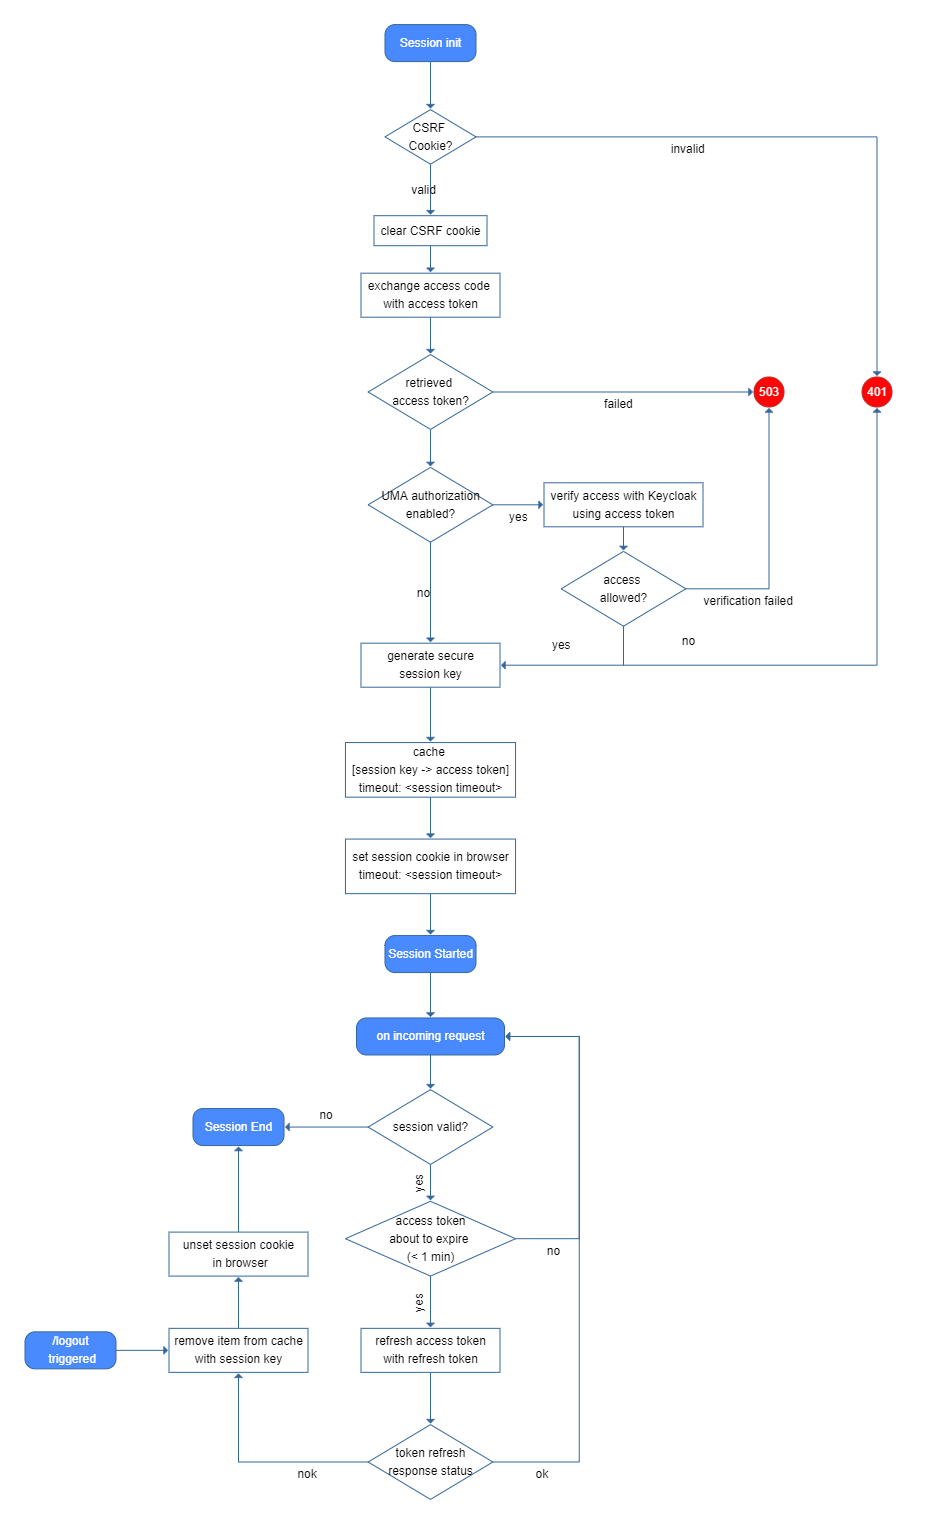 Session init
CSRF
Cookie?
invalid
valid
clear CSRF cookie
exchange access code
with access token
retrieved
access token?
failed
503
401
UMA authorization
enabled?
yes
verify access with Keycloak
using access token
access
allowed?
verification failed
no
yes
no
generate secure
session key
cache
[session key -> access token]
timeout: <session timeout>
set session cookie in browser
timeout: <session timeout>
Session Started
on incoming request
session valid?
no
Session End
yes
access token
about to expire
(< 1 min)
no
unset session cookie
in browser
yes
/logout
triggered
remove item from cache
with session key
refresh access token
with refresh token
token refresh
response status
nok
ok